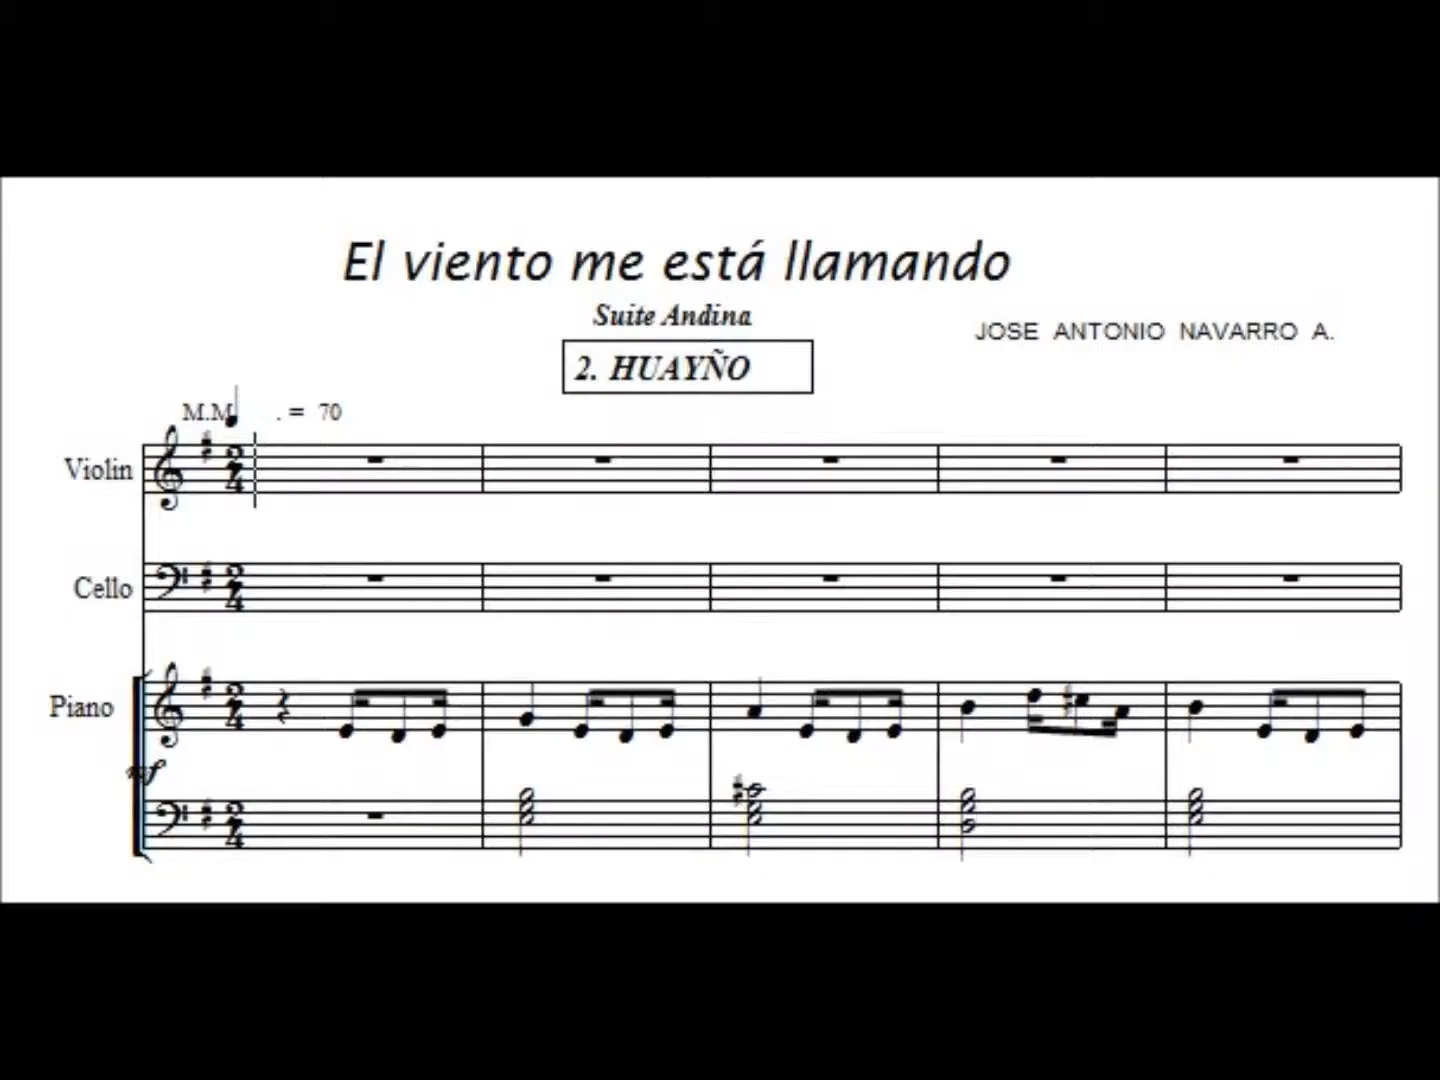 El viento me está llamando
Suite Andina
JOSE ANTONIO NAVARRO A.
2. HUAYÑO
M.M. = 70
Violin
Cello
Piano
mf